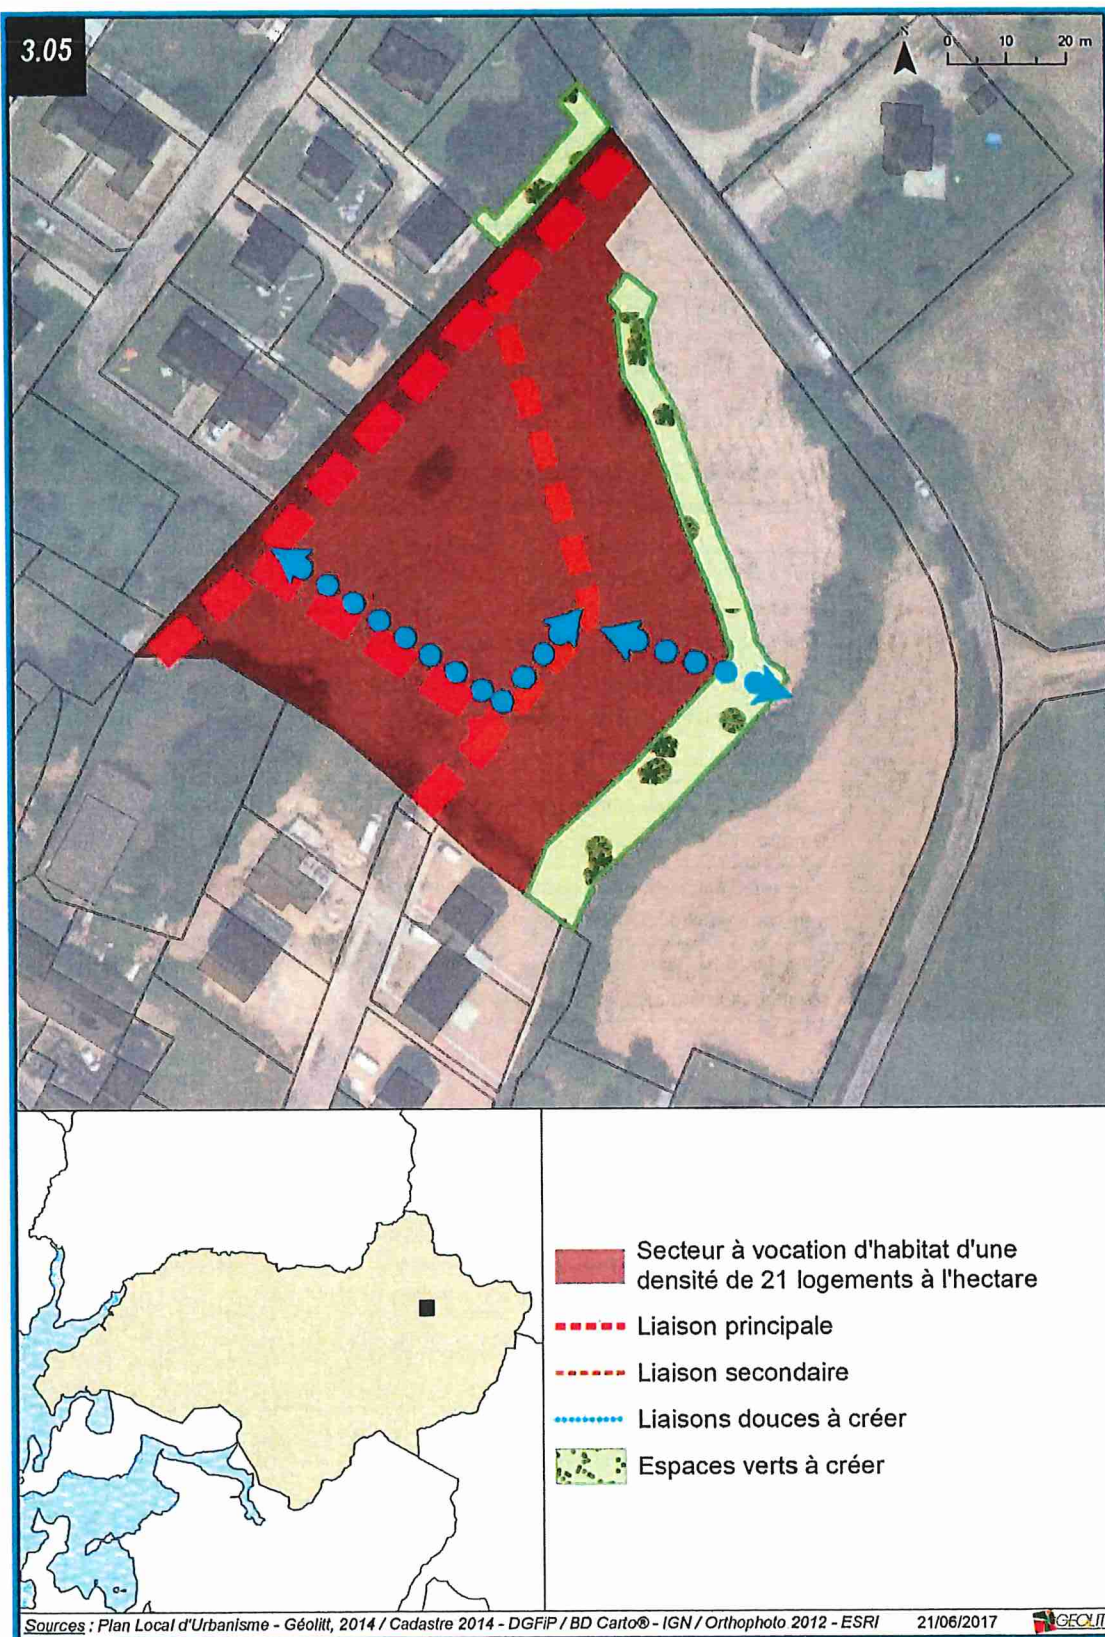 3.05
N
0 10 20 m
Secteur à vocation d'habitat d'une
densité de 21 logements à l'hectare
Liaison principale
Liaison secondaire
Liaisons douces à créer
Espaces verts à créer
Sources : Plan Local d'Urbanisme - Géolitt, 2014 / Cadastre 2014 - DGFiP / BD Carto® - IGN / Orthophoto 2012 - ESRI 21/06/2017
GEOLIT